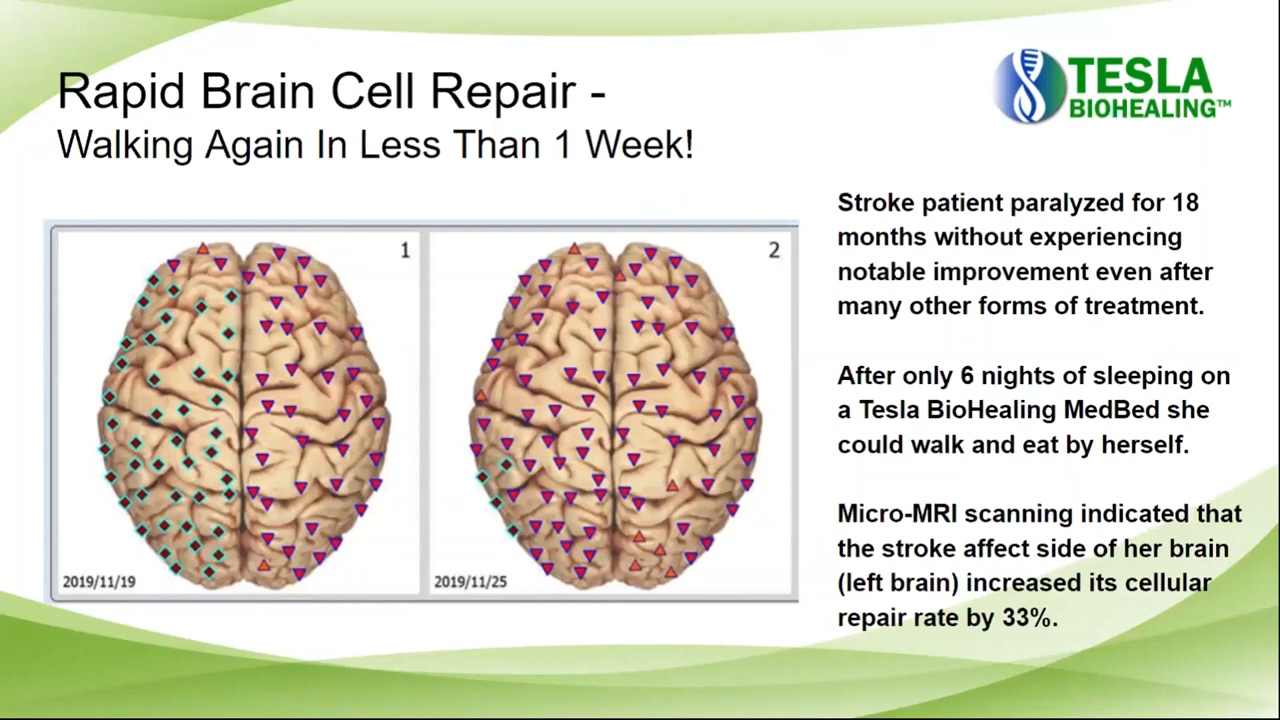 Rapid Brain Cell Repair -
Walking Again In Less Than 1 Week!
TESLA
BIOHEALING™
1
2019/11/19
2
2019/11/25
Stroke patient paralyzed for 18
months without experiencing
notable improvement even after
many other forms of treatment.
After only 6 nights of sleeping on
a Tesla BioHealing MedBed she
could walk and eat by herself.
Micro-MRI scanning indicated that
the stroke affect side of her brain
(left brain) increased its cellular
repair rate by 33%.